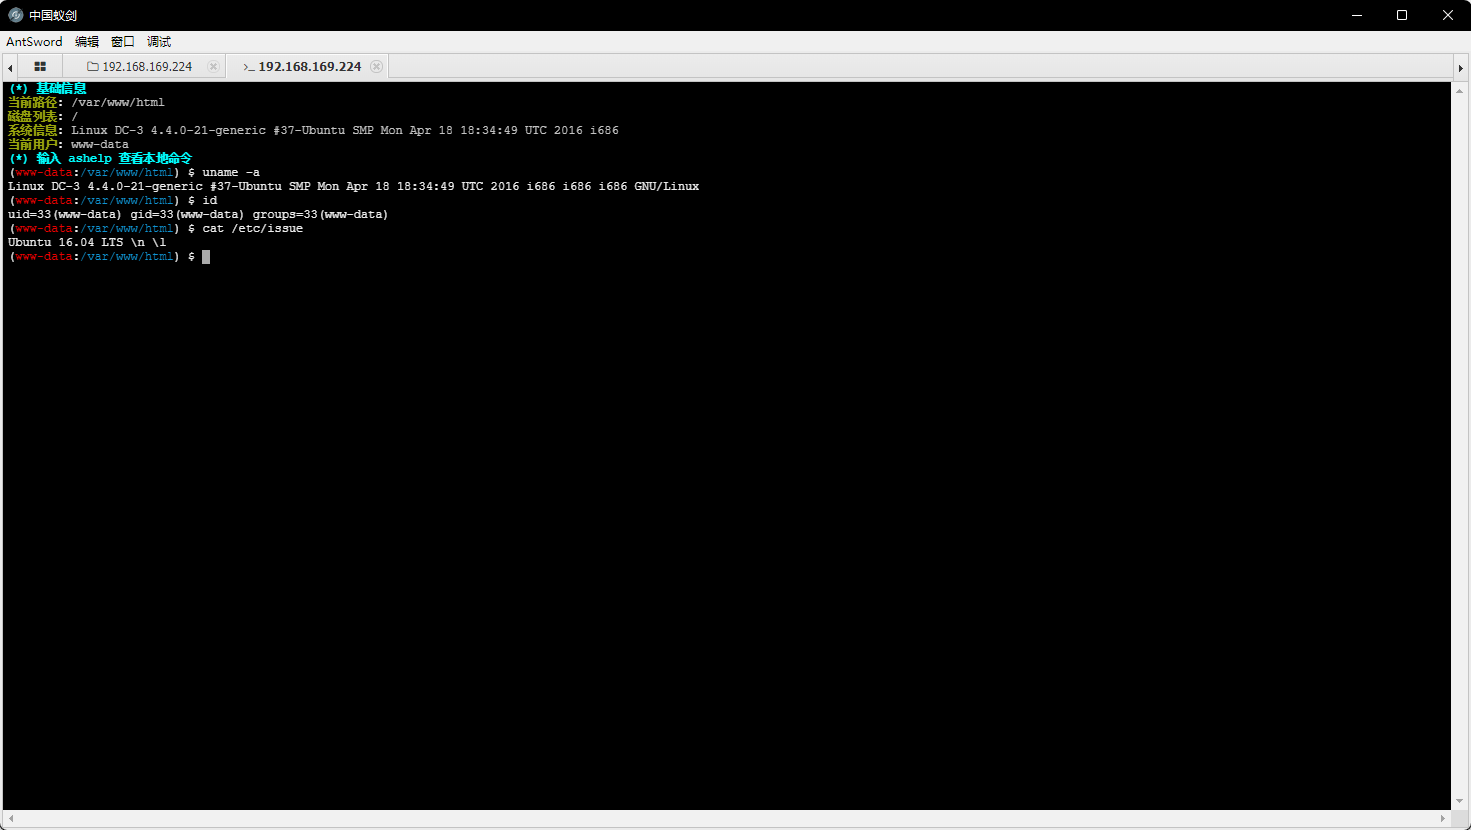 中国蚁剑
AntSword 编辑 窗口 调试
192.168.169.224 >_ 192.168.169.224
(*) 基础信息
当前路径: /var/www/html
磁盘列表: /
系统信息: Linux DC-3 4.4.0-21-generic #37-Ubuntu SMP Mon Apr 18 18:34:49 UTC 2016 i686
当前用户: www-data
(*) 输入 ashelp 查看本地命令
(www-data:/var/www/html) $ uname -a
Linux DC-3 4.4.0-21-generic #37-Ubuntu SMP Mon Apr 18 18:34:49 UTC 2016 i686 i686 i686 GNU/Linux
(www-data:/var/www/html) $ id
uid=33(www-data) gid=33(www-data) groups=33(www-data)
(www-data:/var/www/html) $ cat /etc/issue
Ubuntu 16.04 LTS \n \l
(www-data:/var/www/html) $